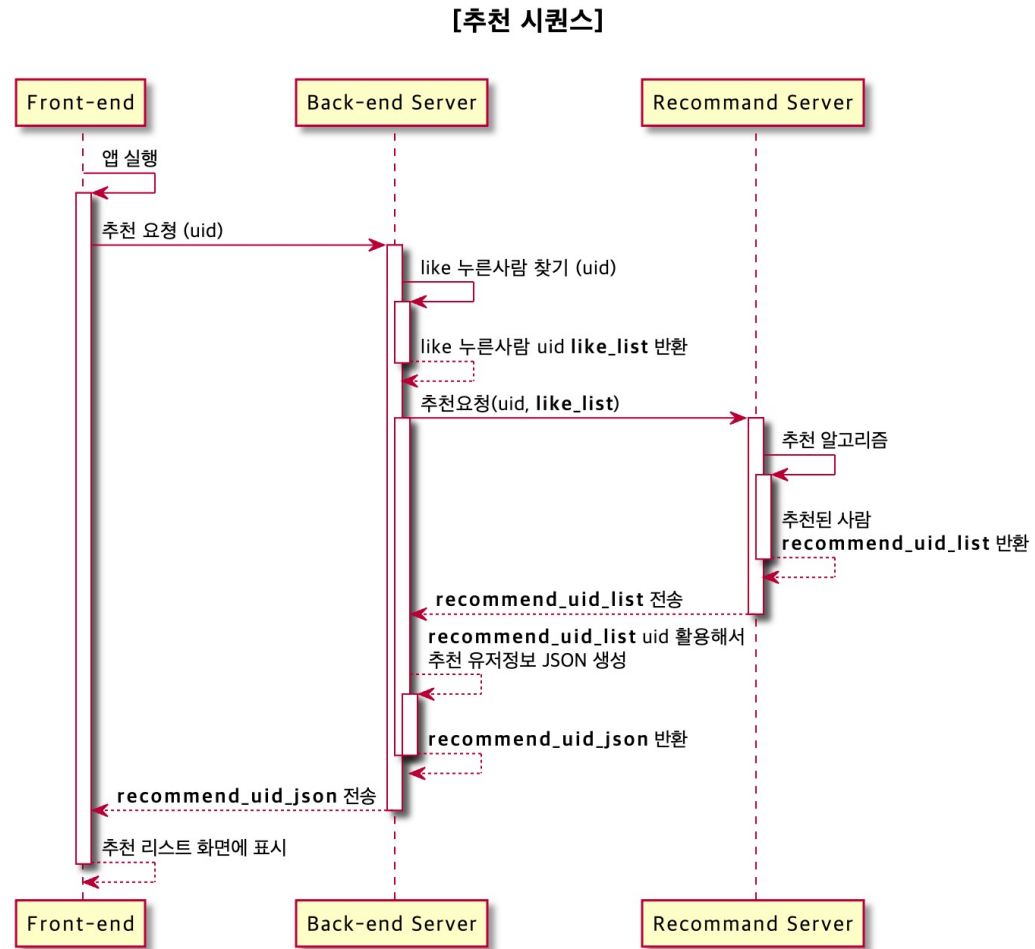 [추천 시퀀스]
Front-end
Back-end Server
Recommand Server
앱 실행
추천 요청 (uid)
like 누른사람 찾기 (uid)
like 누른사람 uid like_list 반환
추천요청(uid, like_list)
추천 알고리즘
추천된 사람
recommend_uid_list 반환
recommend_uid_list 전송
recommend_uid_list uid 활용해서
추천 유저정보 JSON 생성
recommend_uid_json 반환
recommend_uid_json 전송
추천 리스트 화면에 표시
Front-end
Back-end Server
Recommand Server